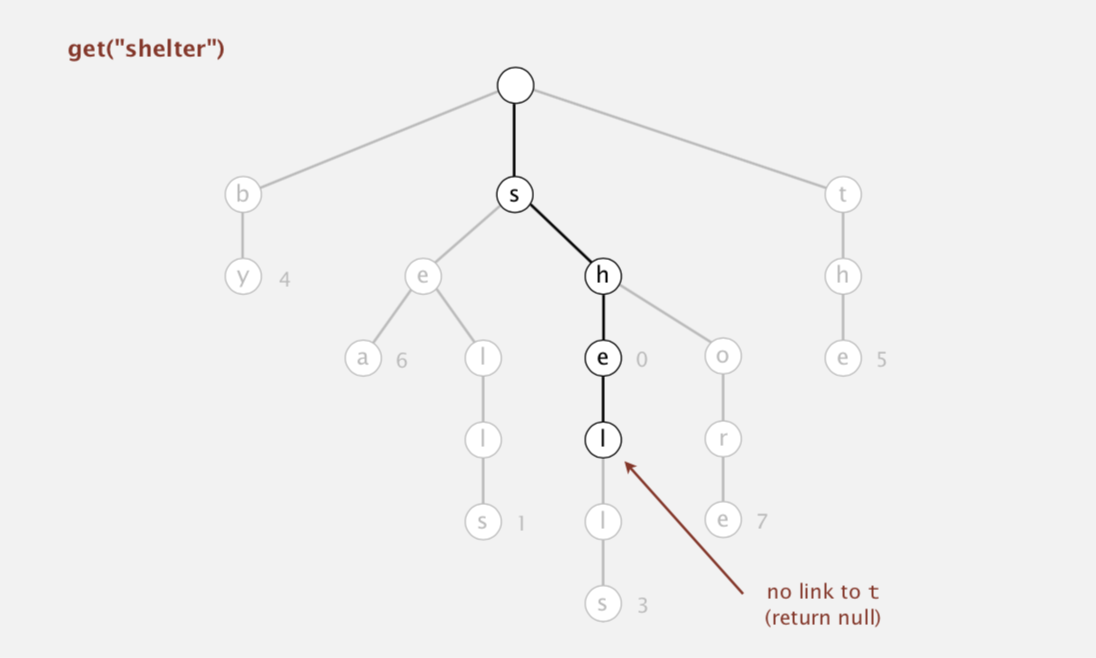 get("shelter")
b s t
y 4 e h h
a 6 l e 0 o e 5
l l r
s 1 l e 7
no link to t
s 3
(return null)